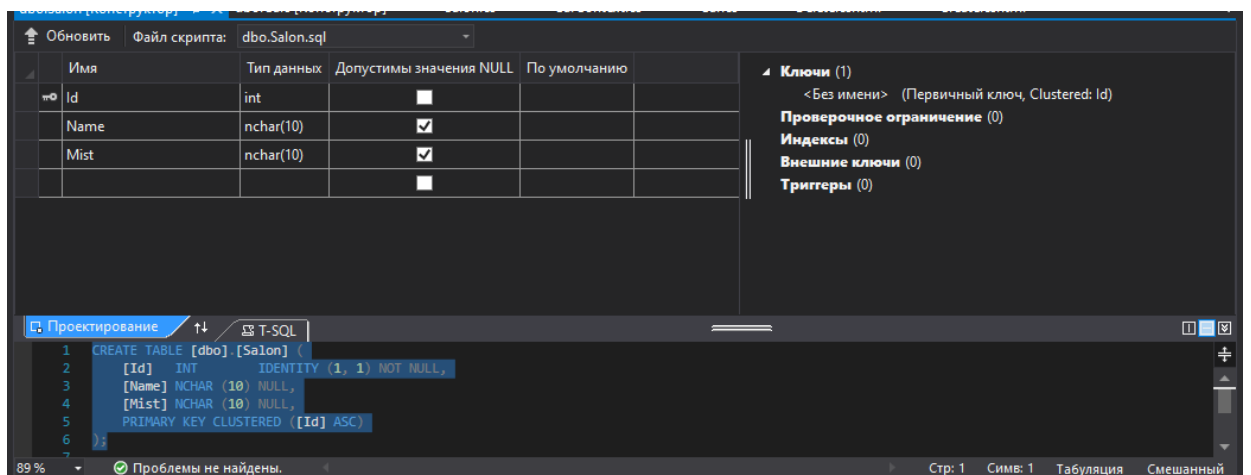 Обновить Файл скрипта: dbo.Salon.sql
Имя Тип данных Допустимы значения NULL По умолчанию
Id int
Name nchar(10)
Mist nchar(10)
Ключи (1)
<Без имени> (Первичный ключ, Clustered: Id)
Проверочное ограничение (0)
Индексы (0)
Внешние ключи (0)
Триггеры (0)
Проектирование T-SQL
1 CREATE TABLE [dbo].[Salon] (
2 [Id] INT IDENTITY (1, 1) NOT NULL,
3 [Name] NCHAR (10) NULL,
4 [Mist] NCHAR (10) NULL,
5 PRIMARY KEY CLUSTERED ([Id] ASC)
6 );
7
89 % Проблемы не найдены. Стр: 1 Симв: 1 Табуляция Смешанный